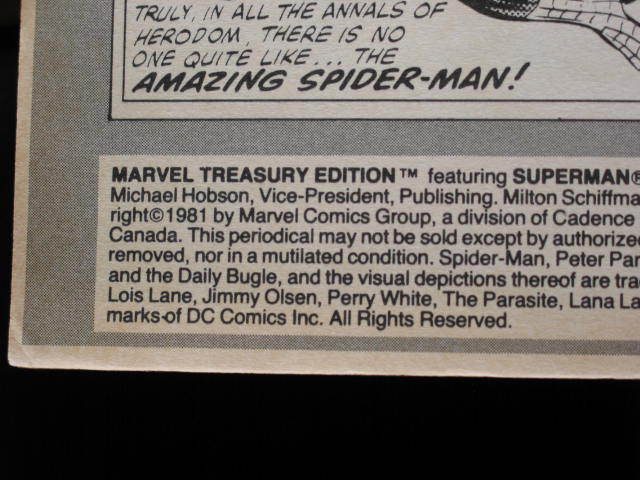 TRULY, IN ALL THE ANNALS OF
HERODOM, THERE IS NO
ONE QUITE LIKE... THE
AMAZING SPIDER-MAN!
MARVEL TREASURY EDITION™ featuring SUPERMAN®
Michael Hobson, Vice-President, Publishing. Milton Schiffma
right©1981 by Marvel Comics Group, a division of Cadence
Canada. This periodical may not be sold except by authorized
removed, nor in a mutilated condition. Spider-Man, Peter Par
and the Daily Bugle, and the visual depictions thereof are tra
Lois Lane, Jimmy Olsen, Perry White, The Parasite, Lana La
marks of DC Comics Inc. All Rights Reserved.